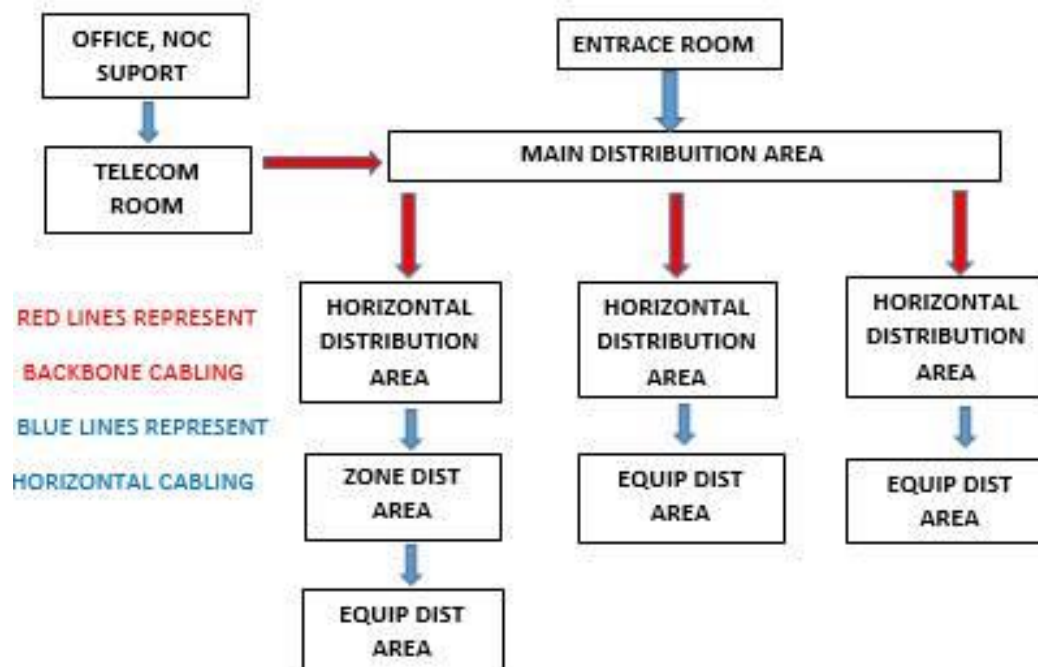 OFFICE, NOC
SUPORT
ENTRACE ROOM
TELECOM
ROOM
MAIN DISTRIBUITION AREA
RED LINES REPRESENT
BACKBONE CABLING
BLUE LINES REPRESENT
HORIZONTAL CABLING
HORIZONTAL
DISTRIBUTION
AREA
HORIZONTAL
DISTRIBUTION
AREA
HORIZONTAL
DISTRIBUTION
AREA
ZONE DIST
AREA
EQUIP DIST
AREA
EQUIP DIST
AREA
EQUIP DIST
AREA